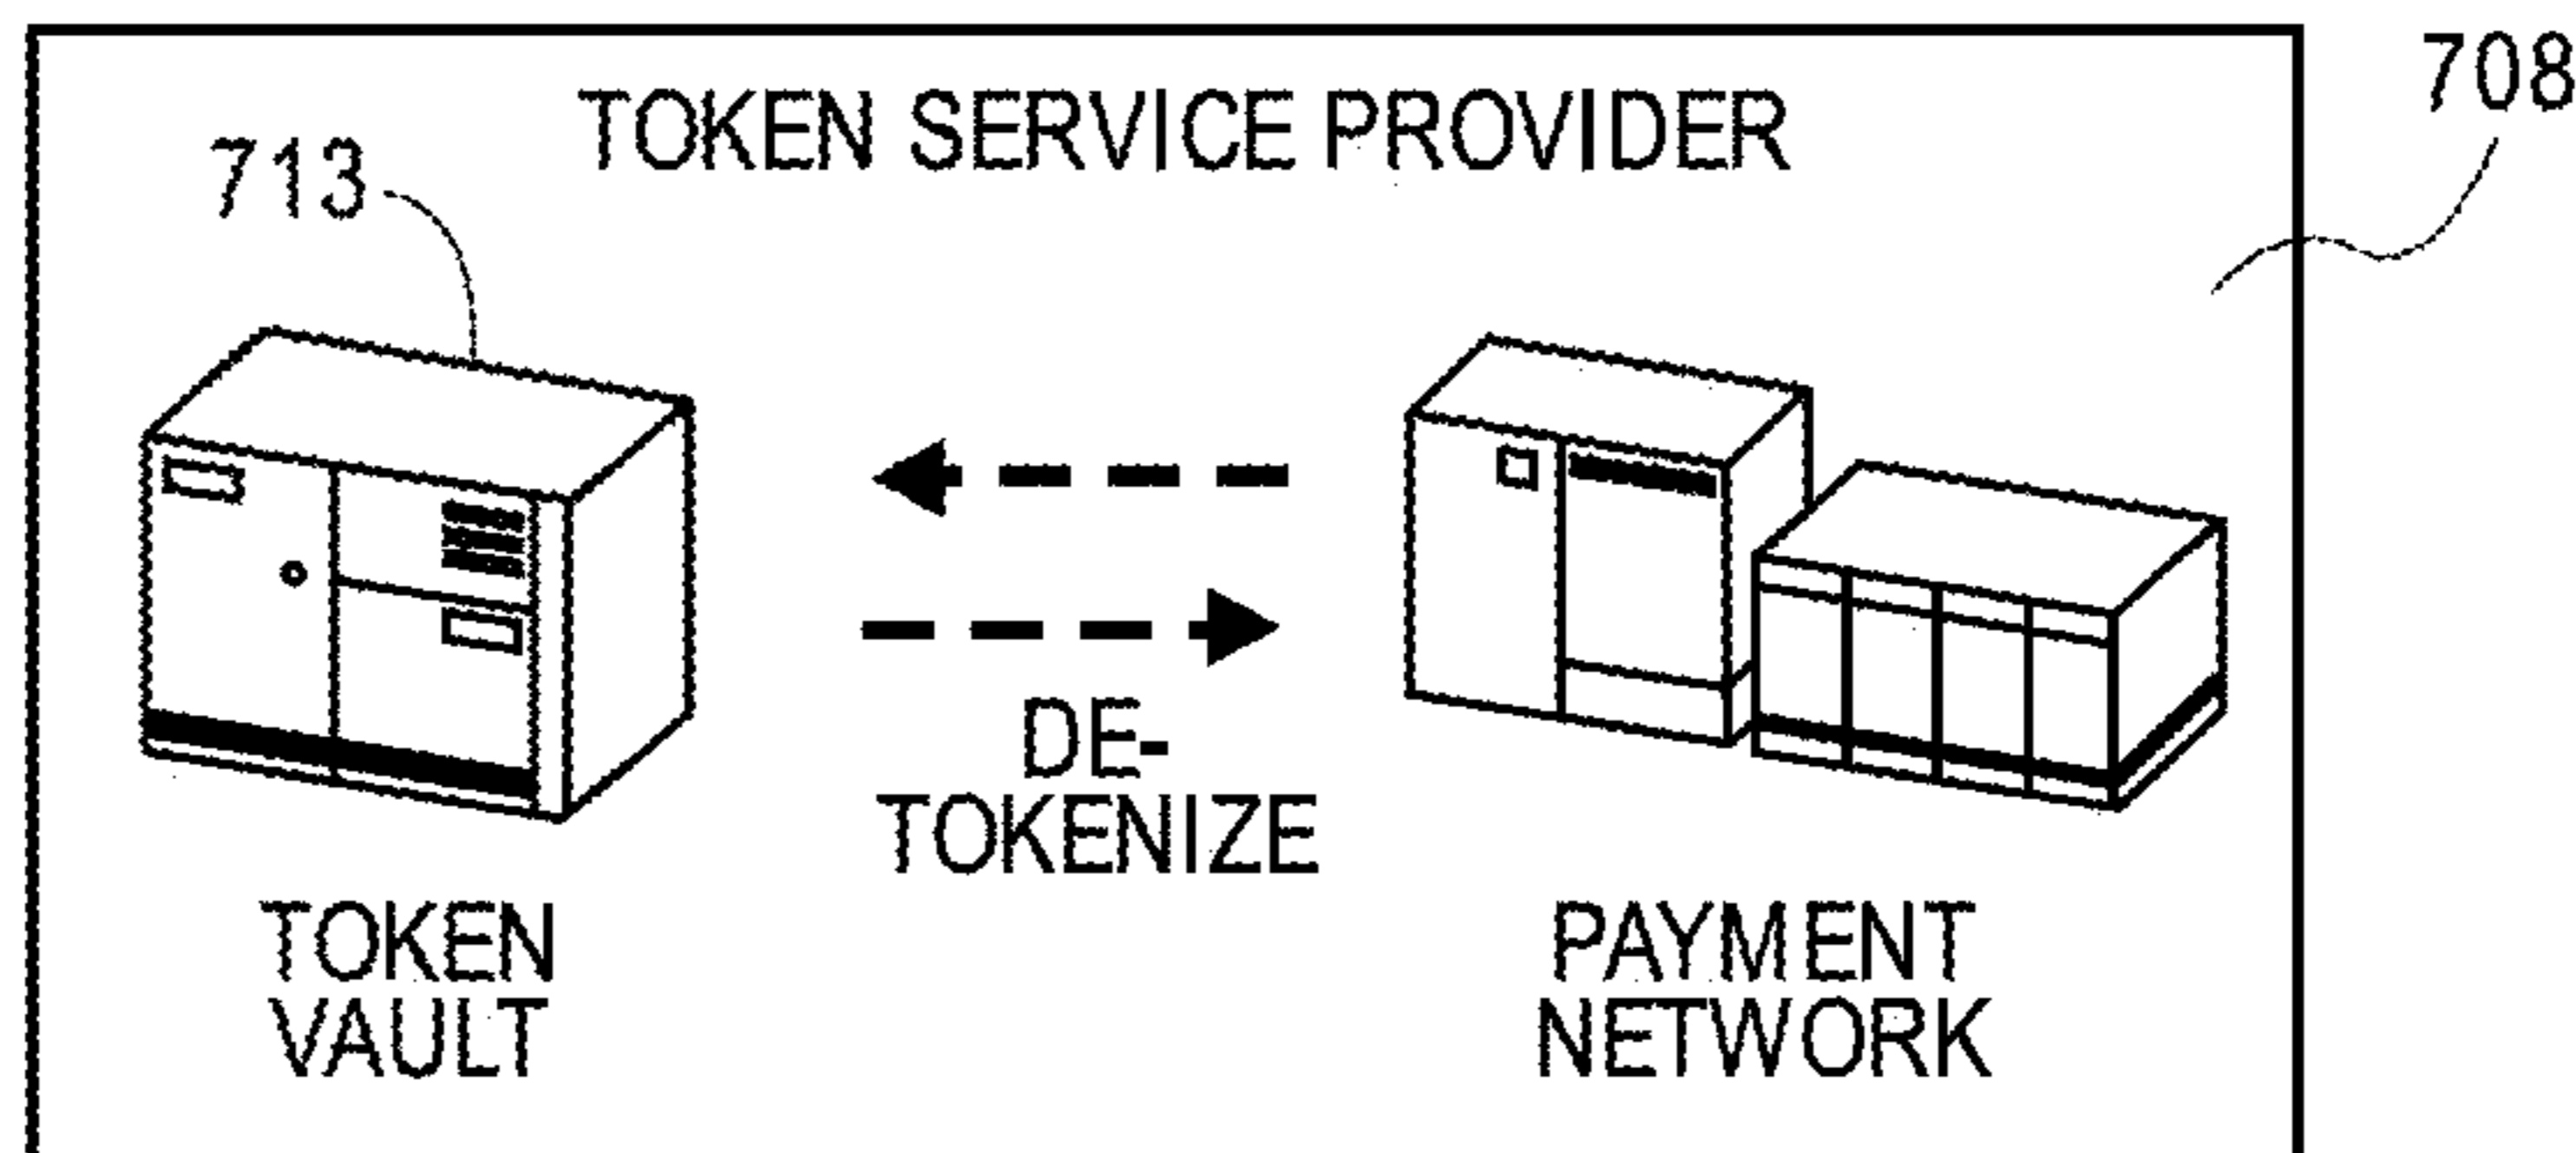 708
TOKEN SERVICE PROVIDER
713
DE-
TOKENIZE
TOKEN
VAULT
PAYMENT
NETWORK